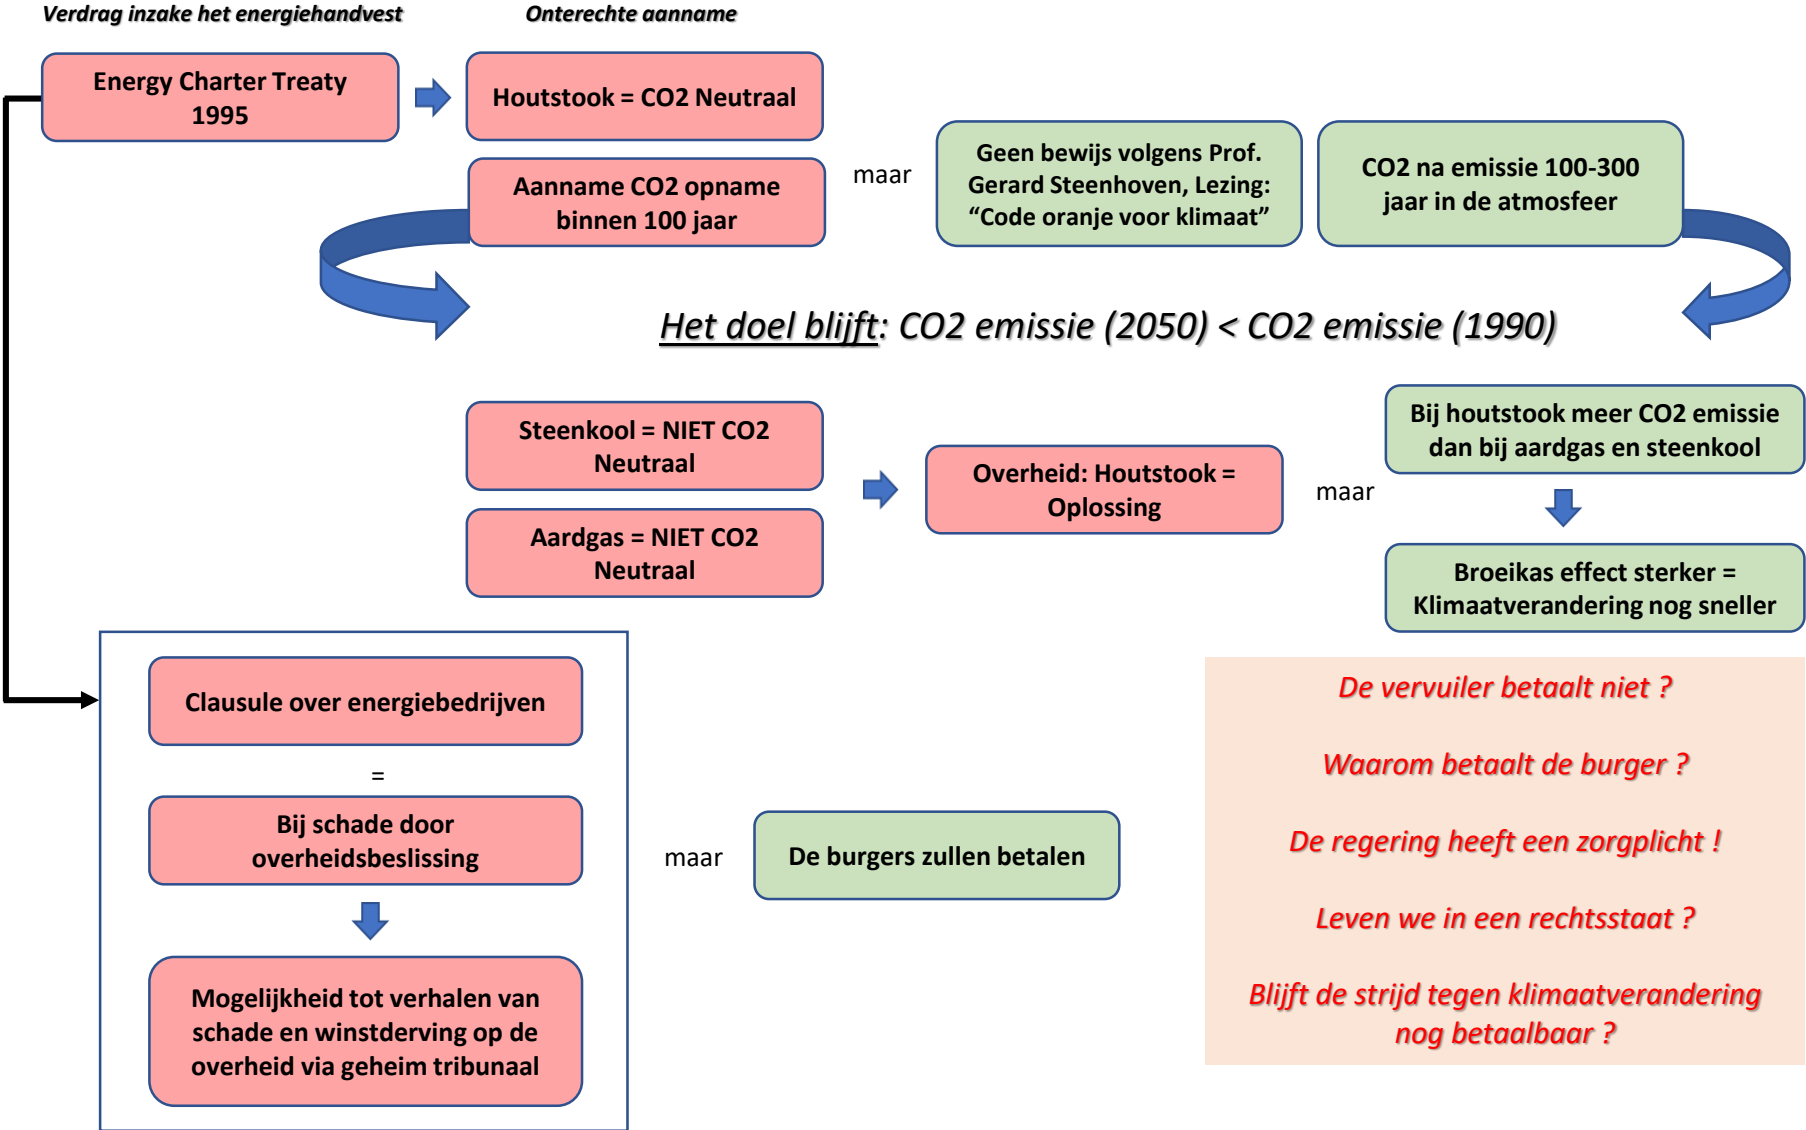 Verdrag inzake het energiehandvest
Onterechte aanname
Energy Charter Treaty
1995
Houtstook = CO2 Neutraal
Aanname CO2 opname
binnen 100 jaar
maar
Geen bewijs volgens Prof.
Gerard Steenhoven, Lezing:
“Code oranje voor klimaat”
CO2 na emissie 100-300
jaar in de atmosfeer
Het doel blijft: CO2 emissie (2050) < CO2 emissie (1990)
Steenkool = NIET CO2
Neutraal
Aardgas = NIET CO2
Neutraal
Overheid: Houtstook =
Oplossing
maar
Bij houtstook meer CO2 emissie
dan bij aardgas en steenkool
Broeikas effect sterker =
Klimaatverandering nog sneller
Clausule over energiebedrijven
=
Bij schade door
overheidsbeslissing
Mogelijkheid tot verhalen van
schade en winstderving op de
overheid via geheim tribunaal
maar
De burgers zullen betalen
De vervuiler betaalt niet ?
Waarom betaalt de burger ?
De regering heeft een zorgplicht !
Leven we in een rechtsstaat ?
Blijft de strijd tegen klimaatverandering
nog betaalbaar ?